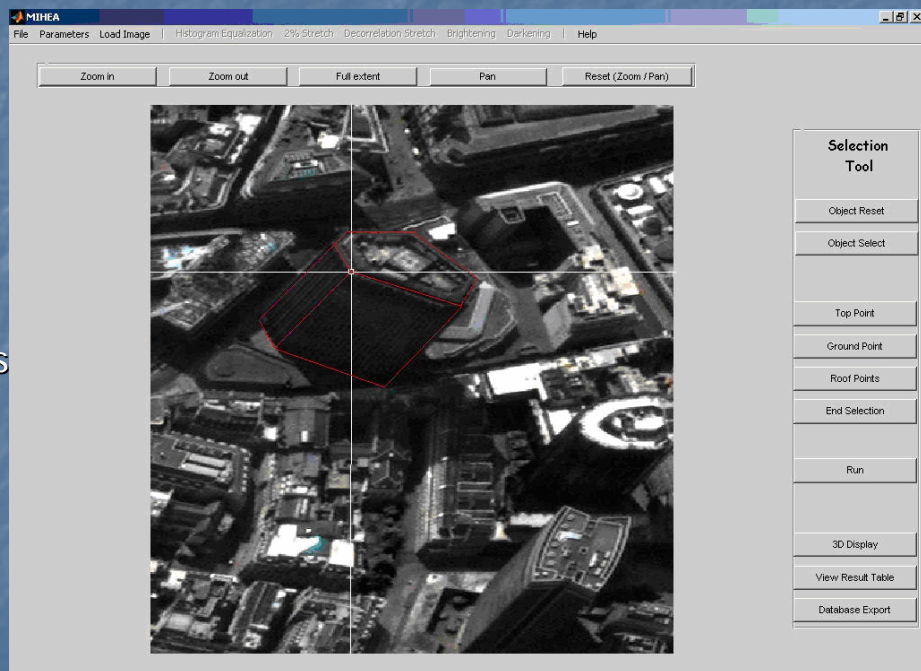 MIHEA
File Parameters Load Image | Histogram Equalization 2% Stretch Decorrelation Stretch Brightening Darkening | Help
Zoom in Zoom out Full extent Pan Reset (Zoom / Pan)
Selection
Tool
Object Reset
Object Select
Top Point
Ground Point
s
Roof Points
End Selection
Run
3D Display
View Result Table
Database Export